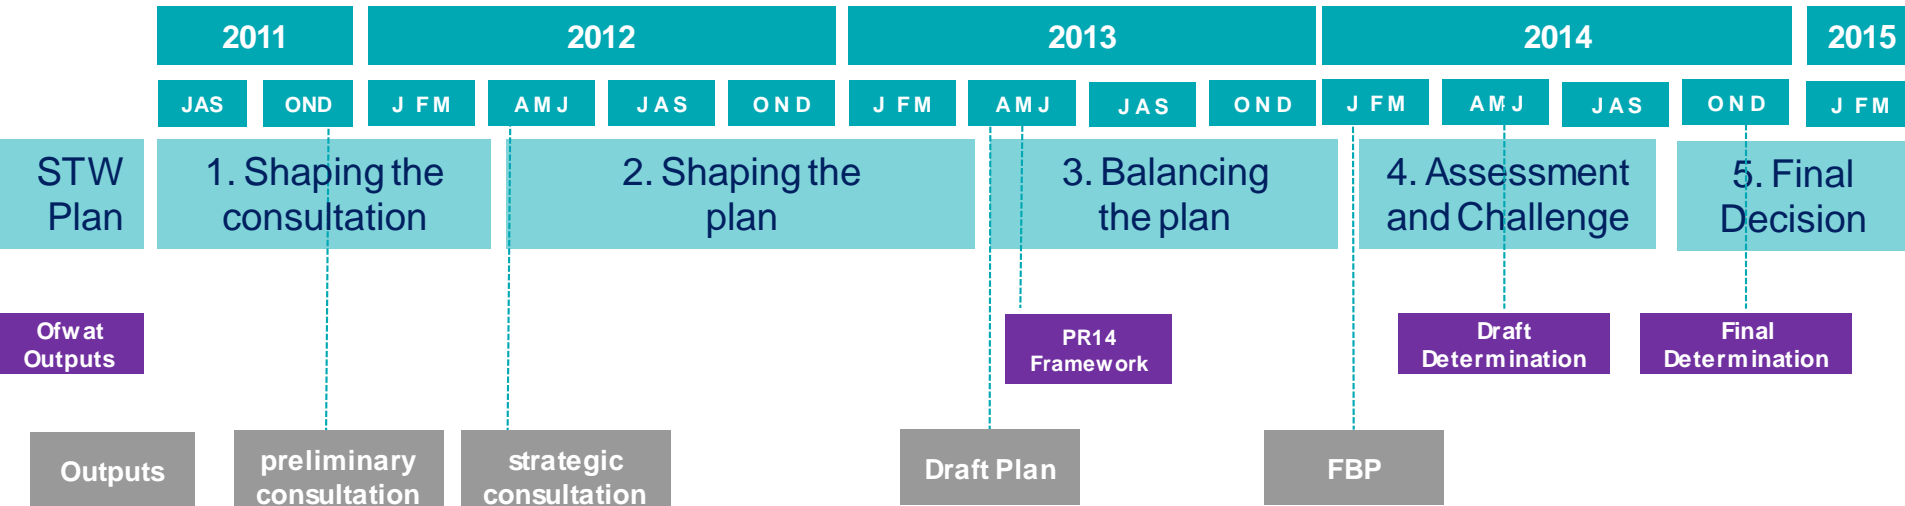 2011 2012 2013 2014 2015
JAS OND J FM AMJ JAS OND J FM AMJ JAS OND J FM AMJ JAS OND J FM
STW
Plan
1. Shaping the
consultation
2. Shaping the
plan
3. Balancing
the plan
4. Assessment
and Challenge
5. Final
Decision
Ofwat
Outputs
PR14
Framework
Draft
Determination
Final
Determination
Outputs
preliminary
consultation
strategic
consultation
Draft Plan
FBP